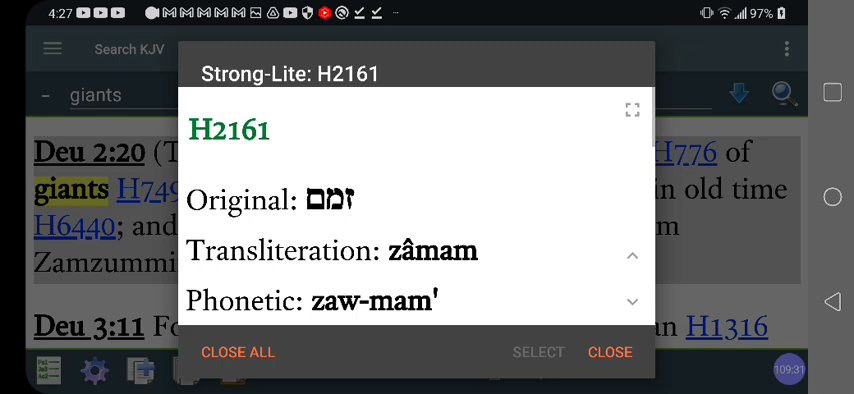 4:27
97%
Search KJV
Strong-Lite: H2161
- giants
H2161
Deu 2:20 (T
H776 of
giants H749
in old time
Original: זמם
H6440; and
m
Transliteration: zâmam
Zamzummi
Phonetic: zaw-mam'
Deu 3:11 Fo
an H1316
CLOSE ALL
SELECT
CLOSE
109:31